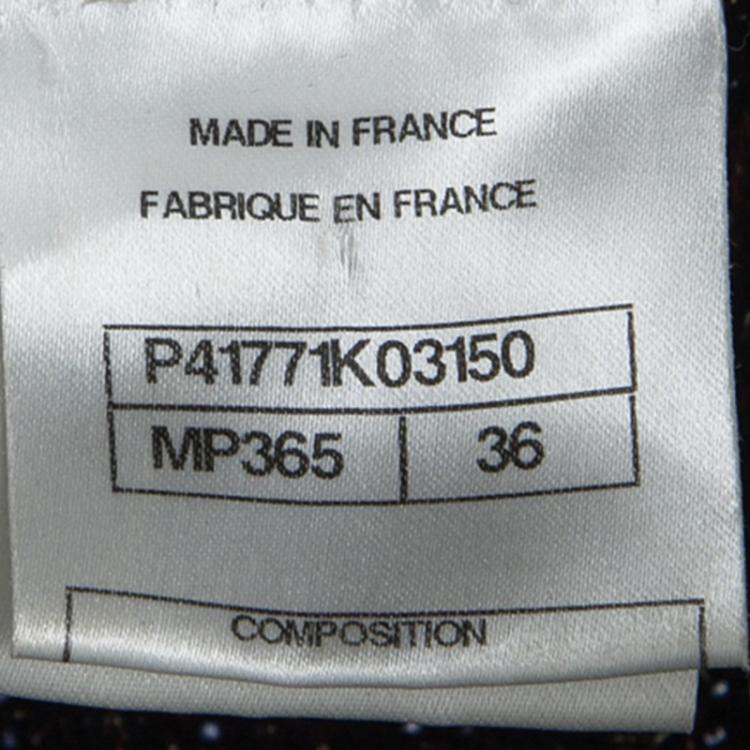 MADE IN FRANCE
FABRIQUE EN FRANCE
P41771K03150
MP365 36
COMPOSITION